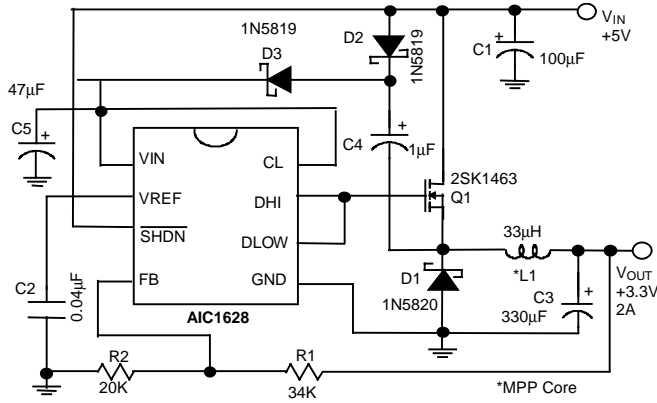 1N5819
D2
1N5819
D3
VIN
+5V
C1
100µF
47µF
C5
+
+
+
C4
1µF
VIN
CL
VREF
DHI
SHDN
DLOW
FB
GND
AIC1628
2SK1463
Q1
33µH
*L1
VOUT
+3.3V
2A
D1
1N5820
C3
+
330µF
C2
0.04µF
R2
20K
R1
34K
*MPP Core